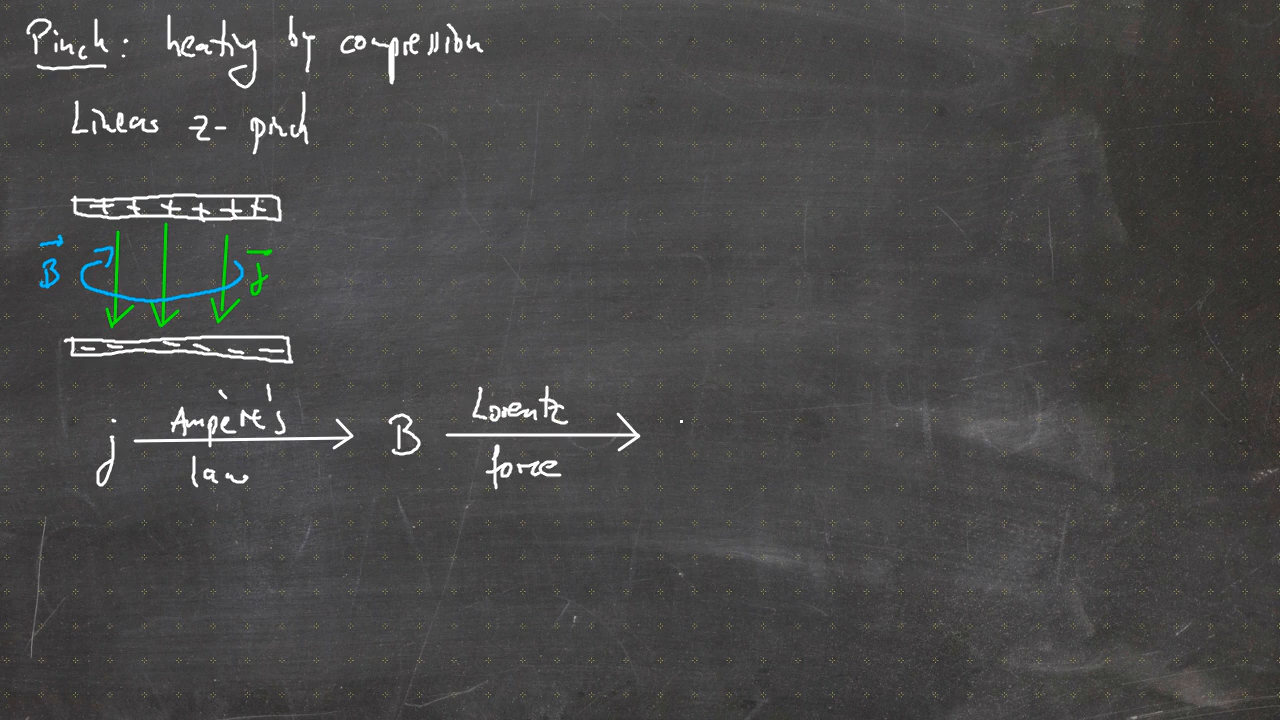 Pinch: heating by compression
Linear z-pinch
+ + + + + +
B
j
- - - - - -
j Ampère's law B Lorentz force